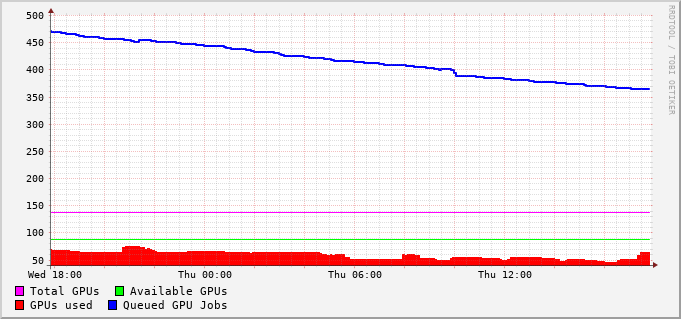 500
450
400
350
300
250
200
150
100
50
Wed 18:00 Thu 00:00 Thu 06:00 Thu 12:00
Total GPUs Available GPUs
GPUs used Queued GPU Jobs
RRDTOOL / TOBI OETIKER